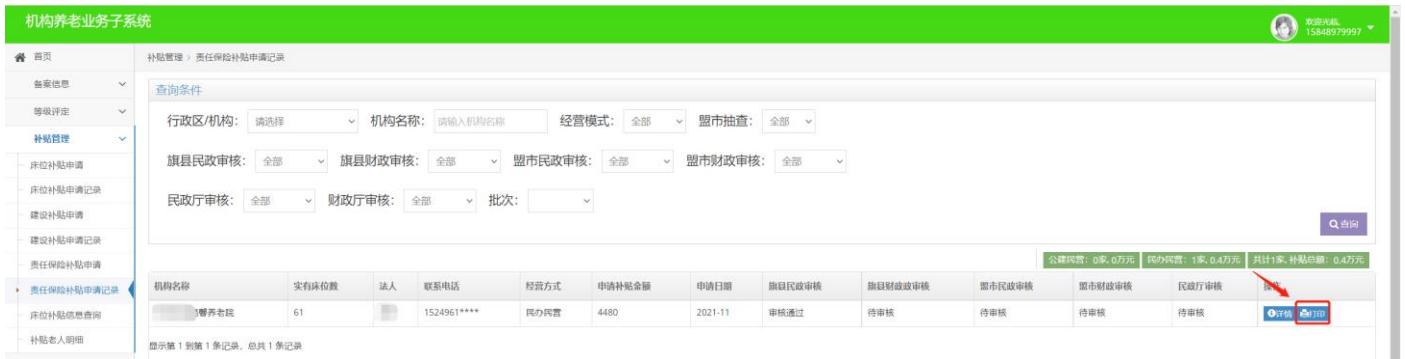 机构养老业务子系统
欢迎光临,
15848979997
首页
备案信息
等级评定
补贴管理
床位补贴申请
床位补贴申请记录
建设补贴申请
建设补贴申请记录
责任保险补贴申请
责任保险补贴申请记录
床位补贴信息查询
补贴老人明细
补贴管理 > 责任保险补贴申请记录
查询条件
行政区/机构: 请选择 机构名称: 请输入机构名称 经营模式: 全部 盟市抽查: 全部
旗县民政审核: 全部 旗县财政审核: 全部 盟市民政审核: 全部 盟市财政审核: 全部
民政厅审核: 全部 财政厅审核: 全部 批次:
查询
公建民营: 0家, 0万元 民办民营: 1家, 0.4万元 共计1家, 补贴总额: 0.4万元
机构名称 实有床位数 法人 联系电话 经营方式 申请补贴金额 申请日期 旗县民政审核 旗县财政政审核 盟市民政审核 盟市财政审核 民政厅审核 操作
馨养老院 61 1524961**** 民办民营 4480 2021-11 审核通过 待审核 待审核 待审核 待审核 详情 打印
显示第 1 到第 1 条记录, 总共 1 条记录